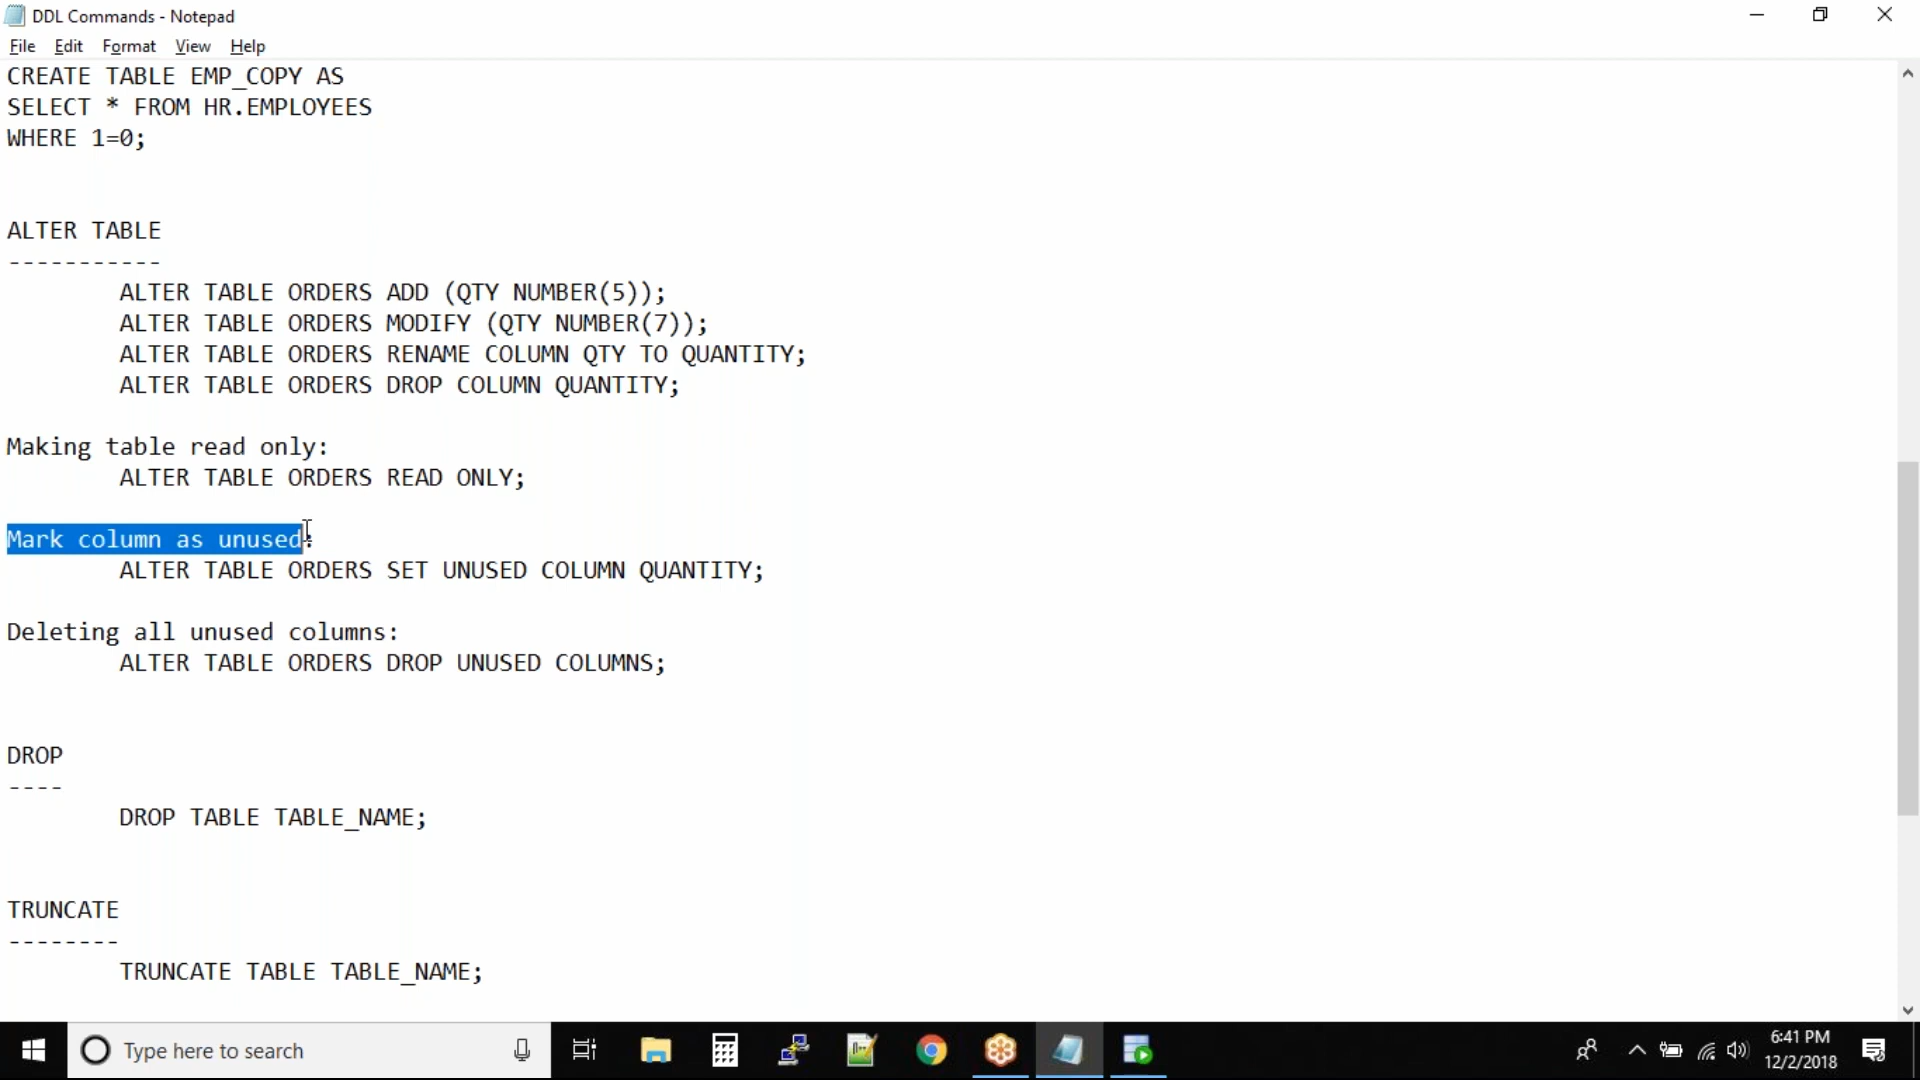 DDL Commands - Notepad
File Edit Format View Help
CREATE TABLE EMP_COPY AS
SELECT * FROM HR.EMPLOYEES
WHERE 1=0;
ALTER TABLE
-----------
ALTER TABLE ORDERS ADD (QTY NUMBER(5));
ALTER TABLE ORDERS MODIFY (QTY NUMBER(7));
ALTER TABLE ORDERS RENAME COLUMN QTY TO QUANTITY;
ALTER TABLE ORDERS DROP COLUMN QUANTITY;
Making table read only:
ALTER TABLE ORDERS READ ONLY;
Mark column as unused:
ALTER TABLE ORDERS SET UNUSED COLUMN QUANTITY;
Deleting all unused columns:
ALTER TABLE ORDERS DROP UNUSED COLUMNS;
DROP
----
DROP TABLE TABLE_NAME;
TRUNCATE
--------
TRUNCATE TABLE TABLE_NAME;
Type here to search
6:41 PM
12/2/2018